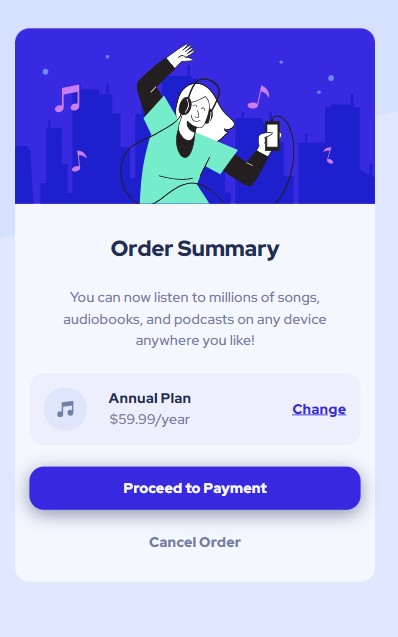 Order Summary
You can now listen to millions of songs,
audiobooks, and podcasts on any device
anywhere you like!
Annual Plan
$59.99/year
Change
Proceed to Payment
Cancel Order